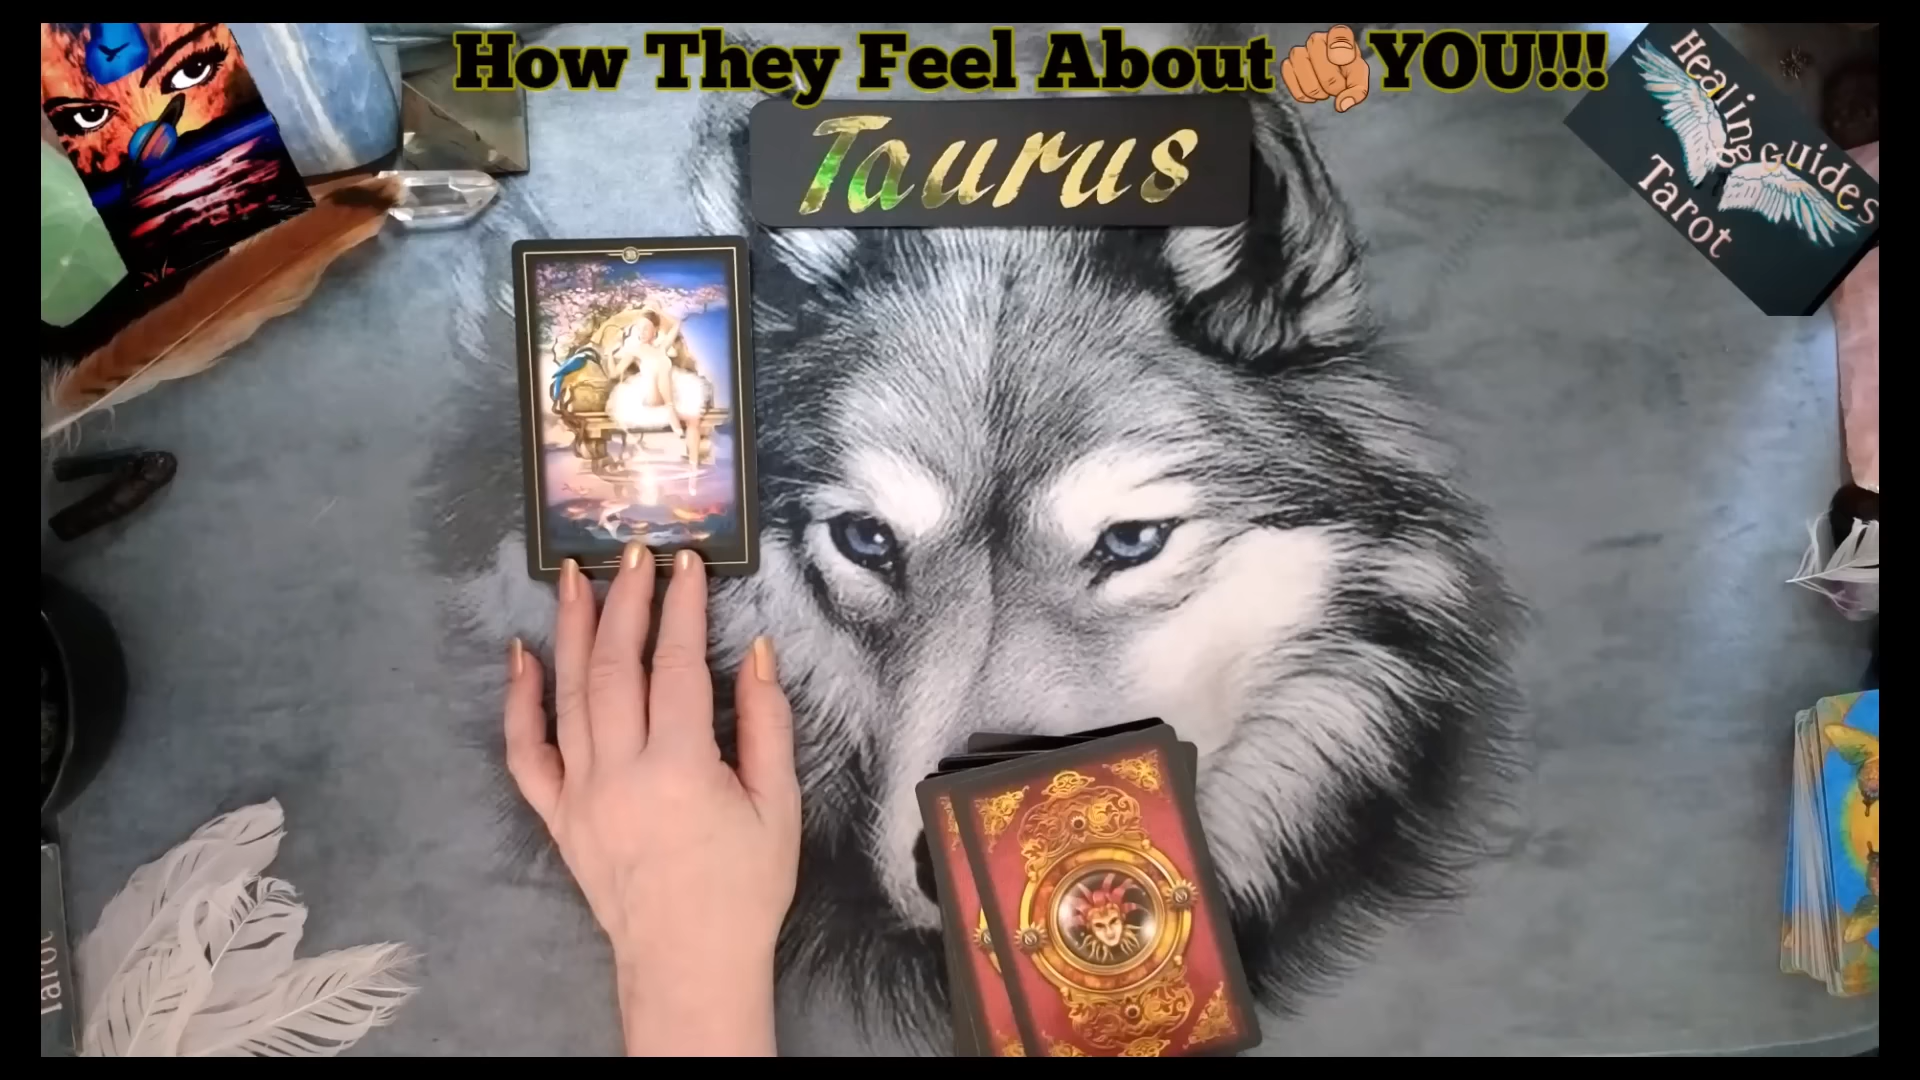 How They Feel About YOU!!!
Taurus
Healing
Guides
Tarot
Tarot